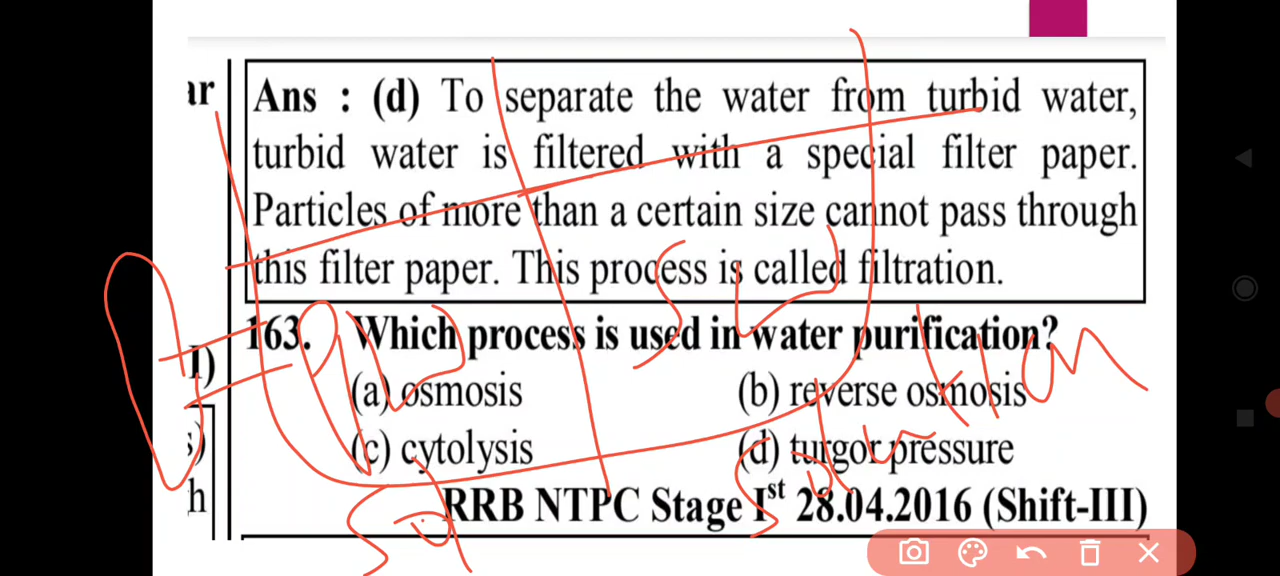 ar
Ans : (d) To separate the water from turbid water,
turbid water is filtered with a special filter paper.
Particles of more than a certain size cannot pass through
this filter paper. This process is called filtration.
163. Which process is used in water purification?
(a) osmosis
(b) reverse osmosis
(c) cytolysis
(d) turgor pressure
RRB NTPC Stage Ist 28.04.2016 (Shift-III)
I)
s)
h
solution